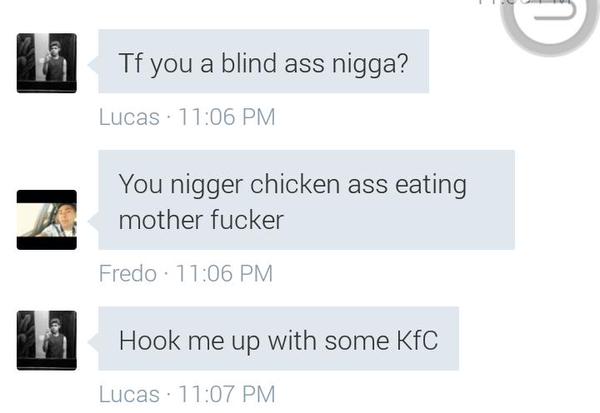 Tf you a blind ass nigga?
Lucas · 11:06 PM
You nigger chicken ass eating
mother fucker
Fredo · 11:06 PM
Hook me up with some KfC
Lucas · 11:07 PM